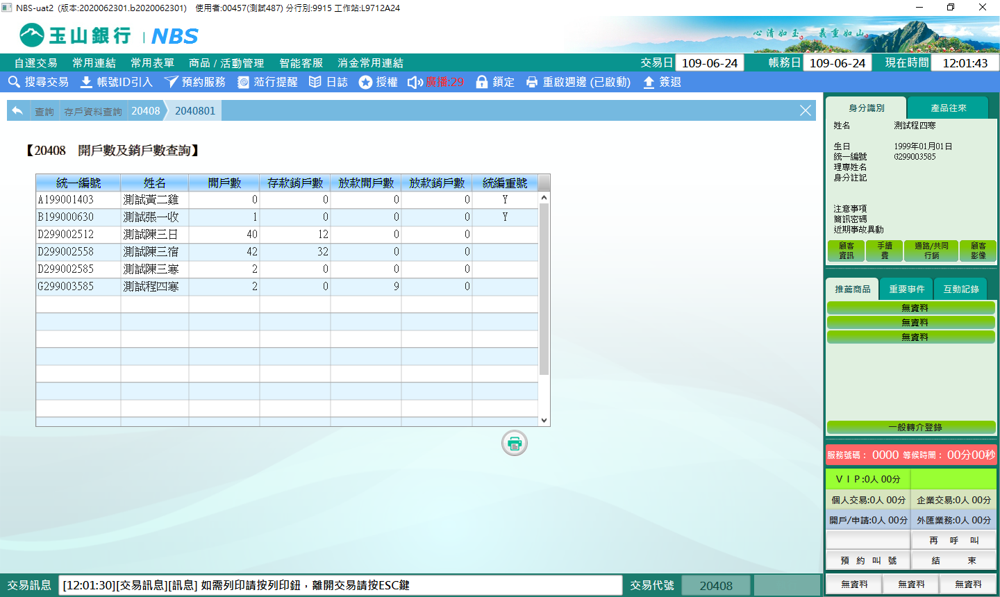 NBS-uat2 (版本:2020062301.b2020062301) 使用者:00457(測試487) 分行別:9915 工作站:L9712A24
玉山銀行 | NBS
心清如玉。 義重如山。
自選交易 常用連結 常用表單 商品 / 活動管理 智能客服 消金常用連結 交易日 109-06-24 帳務日 109-06-24 現在時間 12:01:43
搜尋交易 帳號ID引入 預約服務 蒞行提醒 日誌 授權 廣播:29 鎖定 重啟週邊 (已啟動) 簽退
查詢 存戶資料查詢 20408 2040801
【20408 開戶數及銷戶數查詢】
統一編號 姓名 開戶數 存款銷戶數 放款開戶數 放款銷戶數 統編重號
A199001403 測試黃二雞 0 0 0 0 Y
B199000630 測試張一收 1 0 0 0 Y
D299002512 測試陳三日 40 12 0 0
D299002558 測試陳三宿 42 32 0 0
D299002585 測試陳三寒 2 0 0 0
G299003585 測試程四寒 2 0 9 0
身分識別 產品往來
姓名 測試程四寒
生日 1999年01月01日
統一編號 G299003585
理專姓名
身分註記
注意事項
簡訊密碼
近期事故異動
顧客資訊 手續費 通路/共同行銷 顧客影像
推薦商品 重要事件 互動記錄
無資料
無資料
無資料
一般轉介登錄
服務號碼： 0000 等候時間： 00分00秒
ＶＩＰ:0人 00分
個人交易:0人 00分 企業交易:0人 00分
開戶/申請:0人 00分 外匯業務:0人 00分
再 呼 叫
預 約 叫 號 結 束
無資料 無資料 無資料
交易訊息 [12:01:30][交易訊息][訊息] 如需列印請按列印鈕，離開交易請按ESC鍵 交易代號 20408